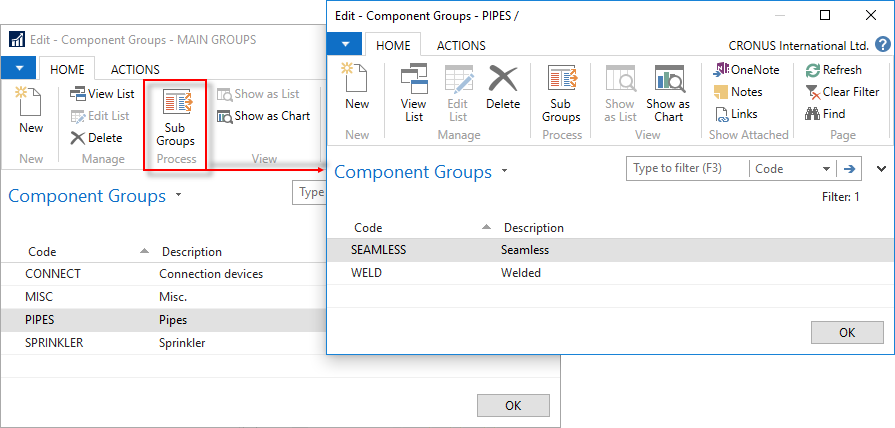 Edit - Component Groups - MAIN GROUPS
HOME ACTIONS
New
View List
Edit List
Delete
Sub
Groups
Show as List
Show as Chart
New Manage Process View
Component Groups
Type
Code Description
CONNECT Connection devices
MISC Misc.
PIPES Pipes
SPRINKLER Sprinkler
OK
Edit - Component Groups - PIPES /
HOME ACTIONS CRONUS International Ltd.
New
View
List
Edit
List
Delete
Sub
Groups
Show
as List
Show as
Chart
OneNote
Notes
Links
Refresh
Clear Filter
Find
New Manage Process View Show Attached Page
Component Groups
Type to filter (F3) Code
Filter: 1
Code Description
SEAMLESS Seamless
WELD Welded
OK